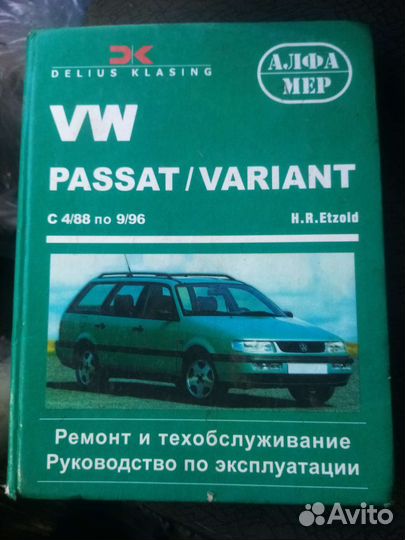 DELIUS KLASING
АЛФА
МЕР
VW
PASSAT/VARIANT
С 4/88 по 9/96
H.R.Etzold
Ремонт и техобслуживание
Руководство по эксплуатации
Avito